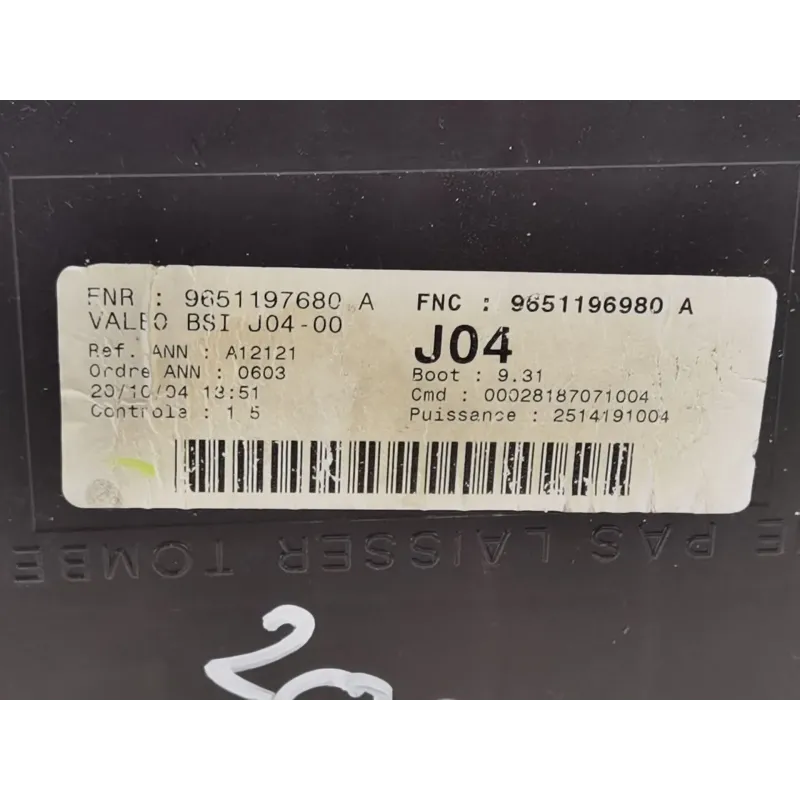 FNR : 9651197680 A
VALEO BSI J04-00
Ref. ANN : A12121
Ordre ANN : 0603
20/10/04 13:51
Controle : 1 5
FNC : 9651196980 A
J04
Boot : 9.31
Cmd : 00028187071004
Puissance : 2514191004
E PAS LAISSER TOMBE